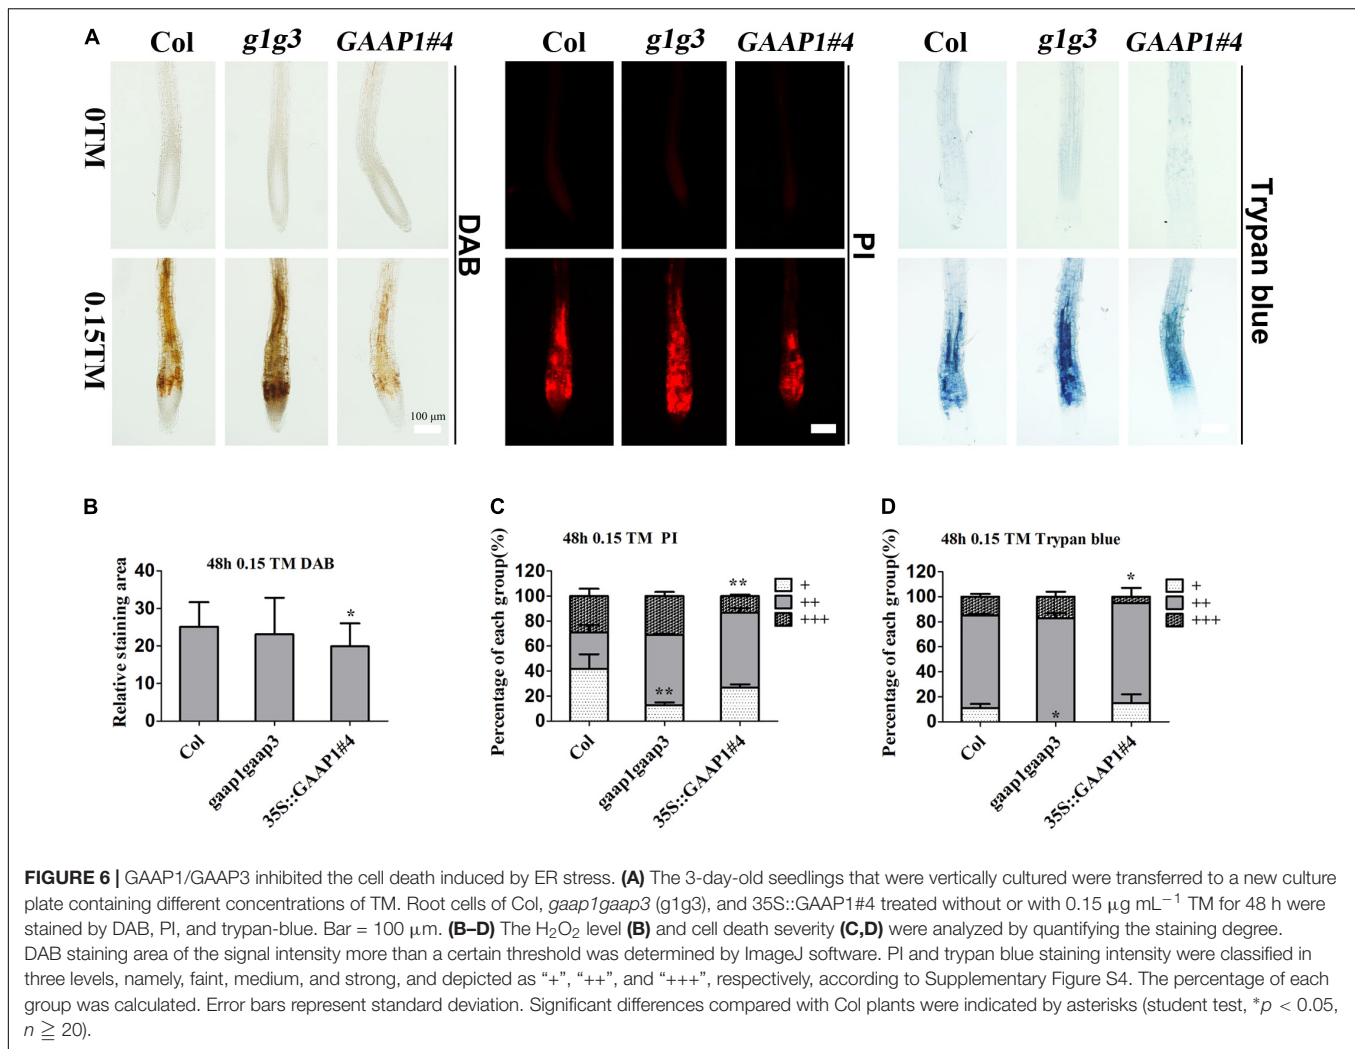 A
Col g1g3 GAAP1#4
Col g1g3 GAAP1#4
Col g1g3 GAAP1#4
0TM
0.15TM
100 μm
DAB
PI
Trypan blue
B
48h 0.15 TM DAB
Relative staining area
40
30
20
10
0
*
Col
gaap1gaap3
35S::GAAP1#4
C
48h 0.15 TM PI
Percentage of each group(%)
120
100
80
60
40
20
0
**
**
+
++
+++
Col
gaap1gaap3
35S::GAAP1#4
D
48h 0.15 TM Trypan blue
Percentage of each group(%)
120
100
80
60
40
20
0
*
*
+
++
+++
Col
gaap1gaap3
35S::GAAP1#4
FIGURE 6 | GAAP1/GAAP3 inhibited the cell death induced by ER stress. (A) The 3-day-old seedlings that were vertically cultured were transferred to a new culture
plate containing different concentrations of TM. Root cells of Col, gaap1gaap3 (g1g3), and 35S::GAAP1#4 treated without or with 0.15 μg mL⁻¹ TM for 48 h were
stained by DAB, PI, and trypan-blue. Bar = 100 μm. (B–D) The H₂O₂ level (B) and cell death severity (C,D) were analyzed by quantifying the staining degree.
DAB staining area of the signal intensity more than a certain threshold was determined by ImageJ software. PI and trypan blue staining intensity were classified in
three levels, namely, faint, medium, and strong, and depicted as “+”, “++”, and “+++”, respectively, according to Supplementary Figure S4. The percentage of each
group was calculated. Error bars represent standard deviation. Significant differences compared with Col plants were indicated by asterisks (student test, *p < 0.05,
n ≧ 20).